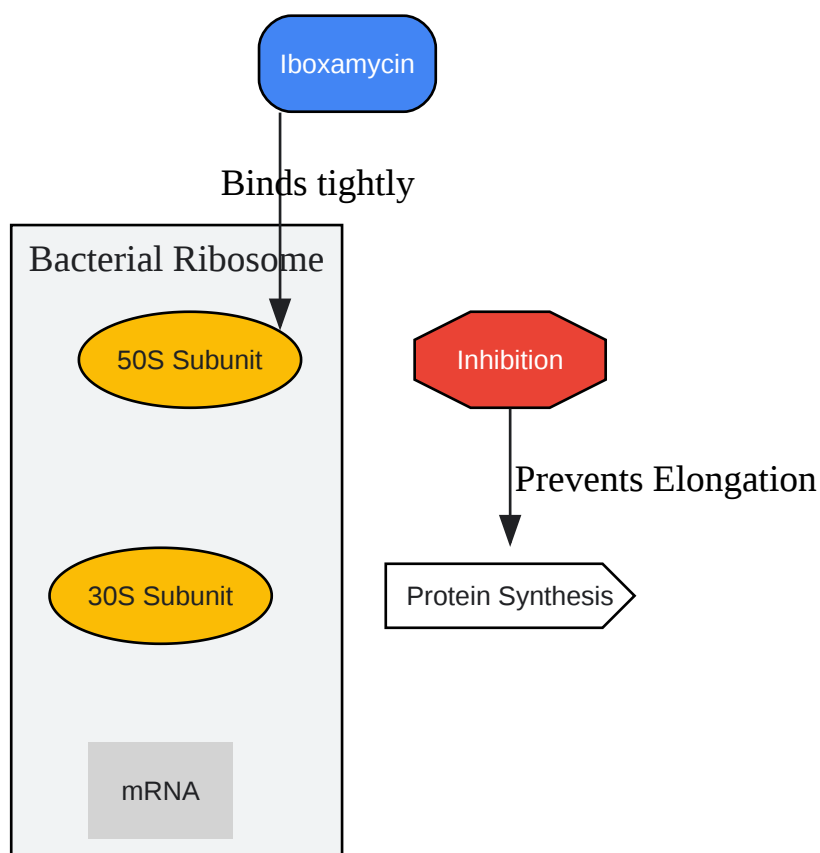 Iboxamycin
Binds tightly
Bacterial Ribosome
50S Subunit
Inhibition
Prevents Elongation
30S Subunit
Protein Synthesis
mRNA